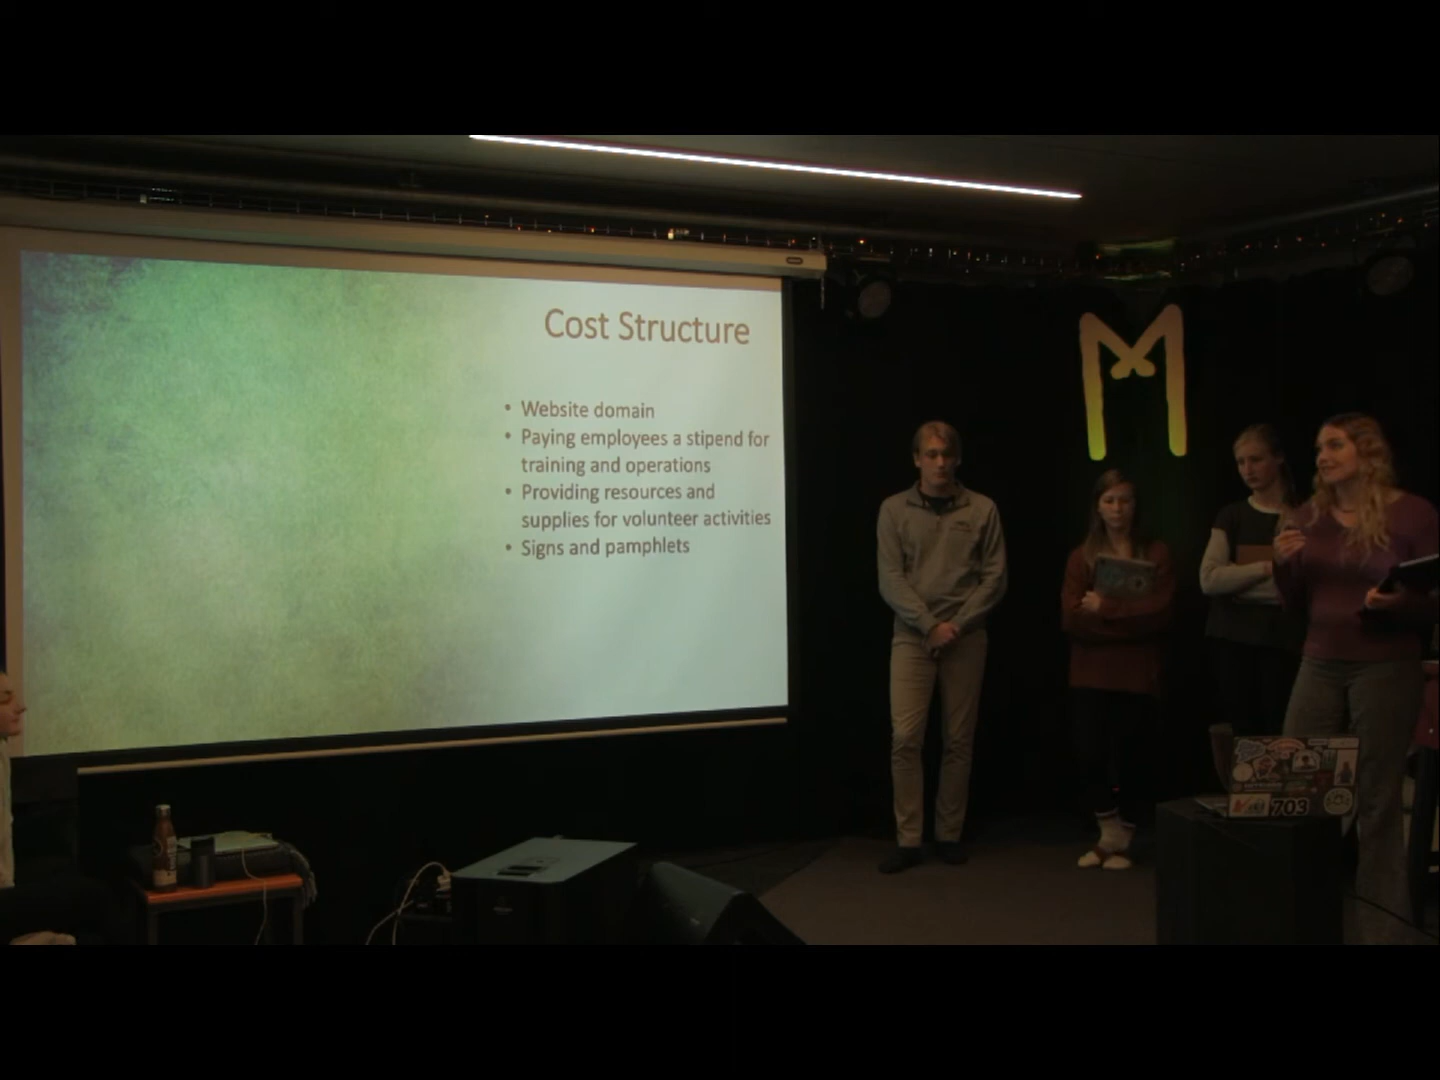 Cost Structure
• Website domain
• Paying employees a stipend for
training and operations
• Providing resources and
supplies for volunteer activities
• Signs and pamphlets
M
703